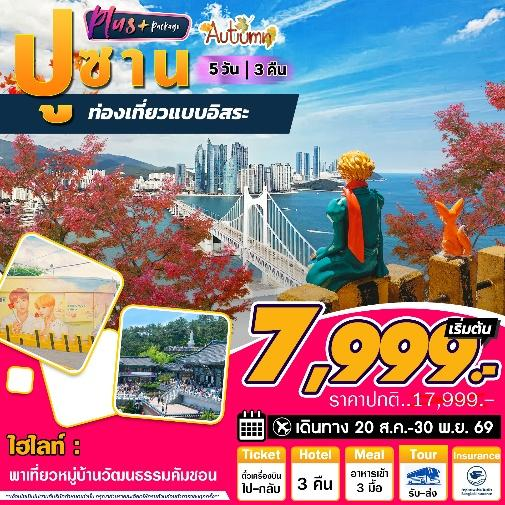 Plus+ Package
Autumn
ปูซาน
5 วัน | 3 คืน
ท่องเที่ยวแบบอิสระ
7,999.-
เริ่มต้น
ราคาปกติ..17,999.-
เดินทาง 20 ส.ค.-30 พ.ย. 69
ไฮไลท์ :
พาเที่ยวหมู่บ้านวัฒนธรรมคัมชอน
Ticket
ตั๋วเครื่องบิน
ไป-กลับ
Hotel
3 คืน
Meal
อาหารเช้า
3 มื้อ
Tour
รับ-ส่ง
Insurance